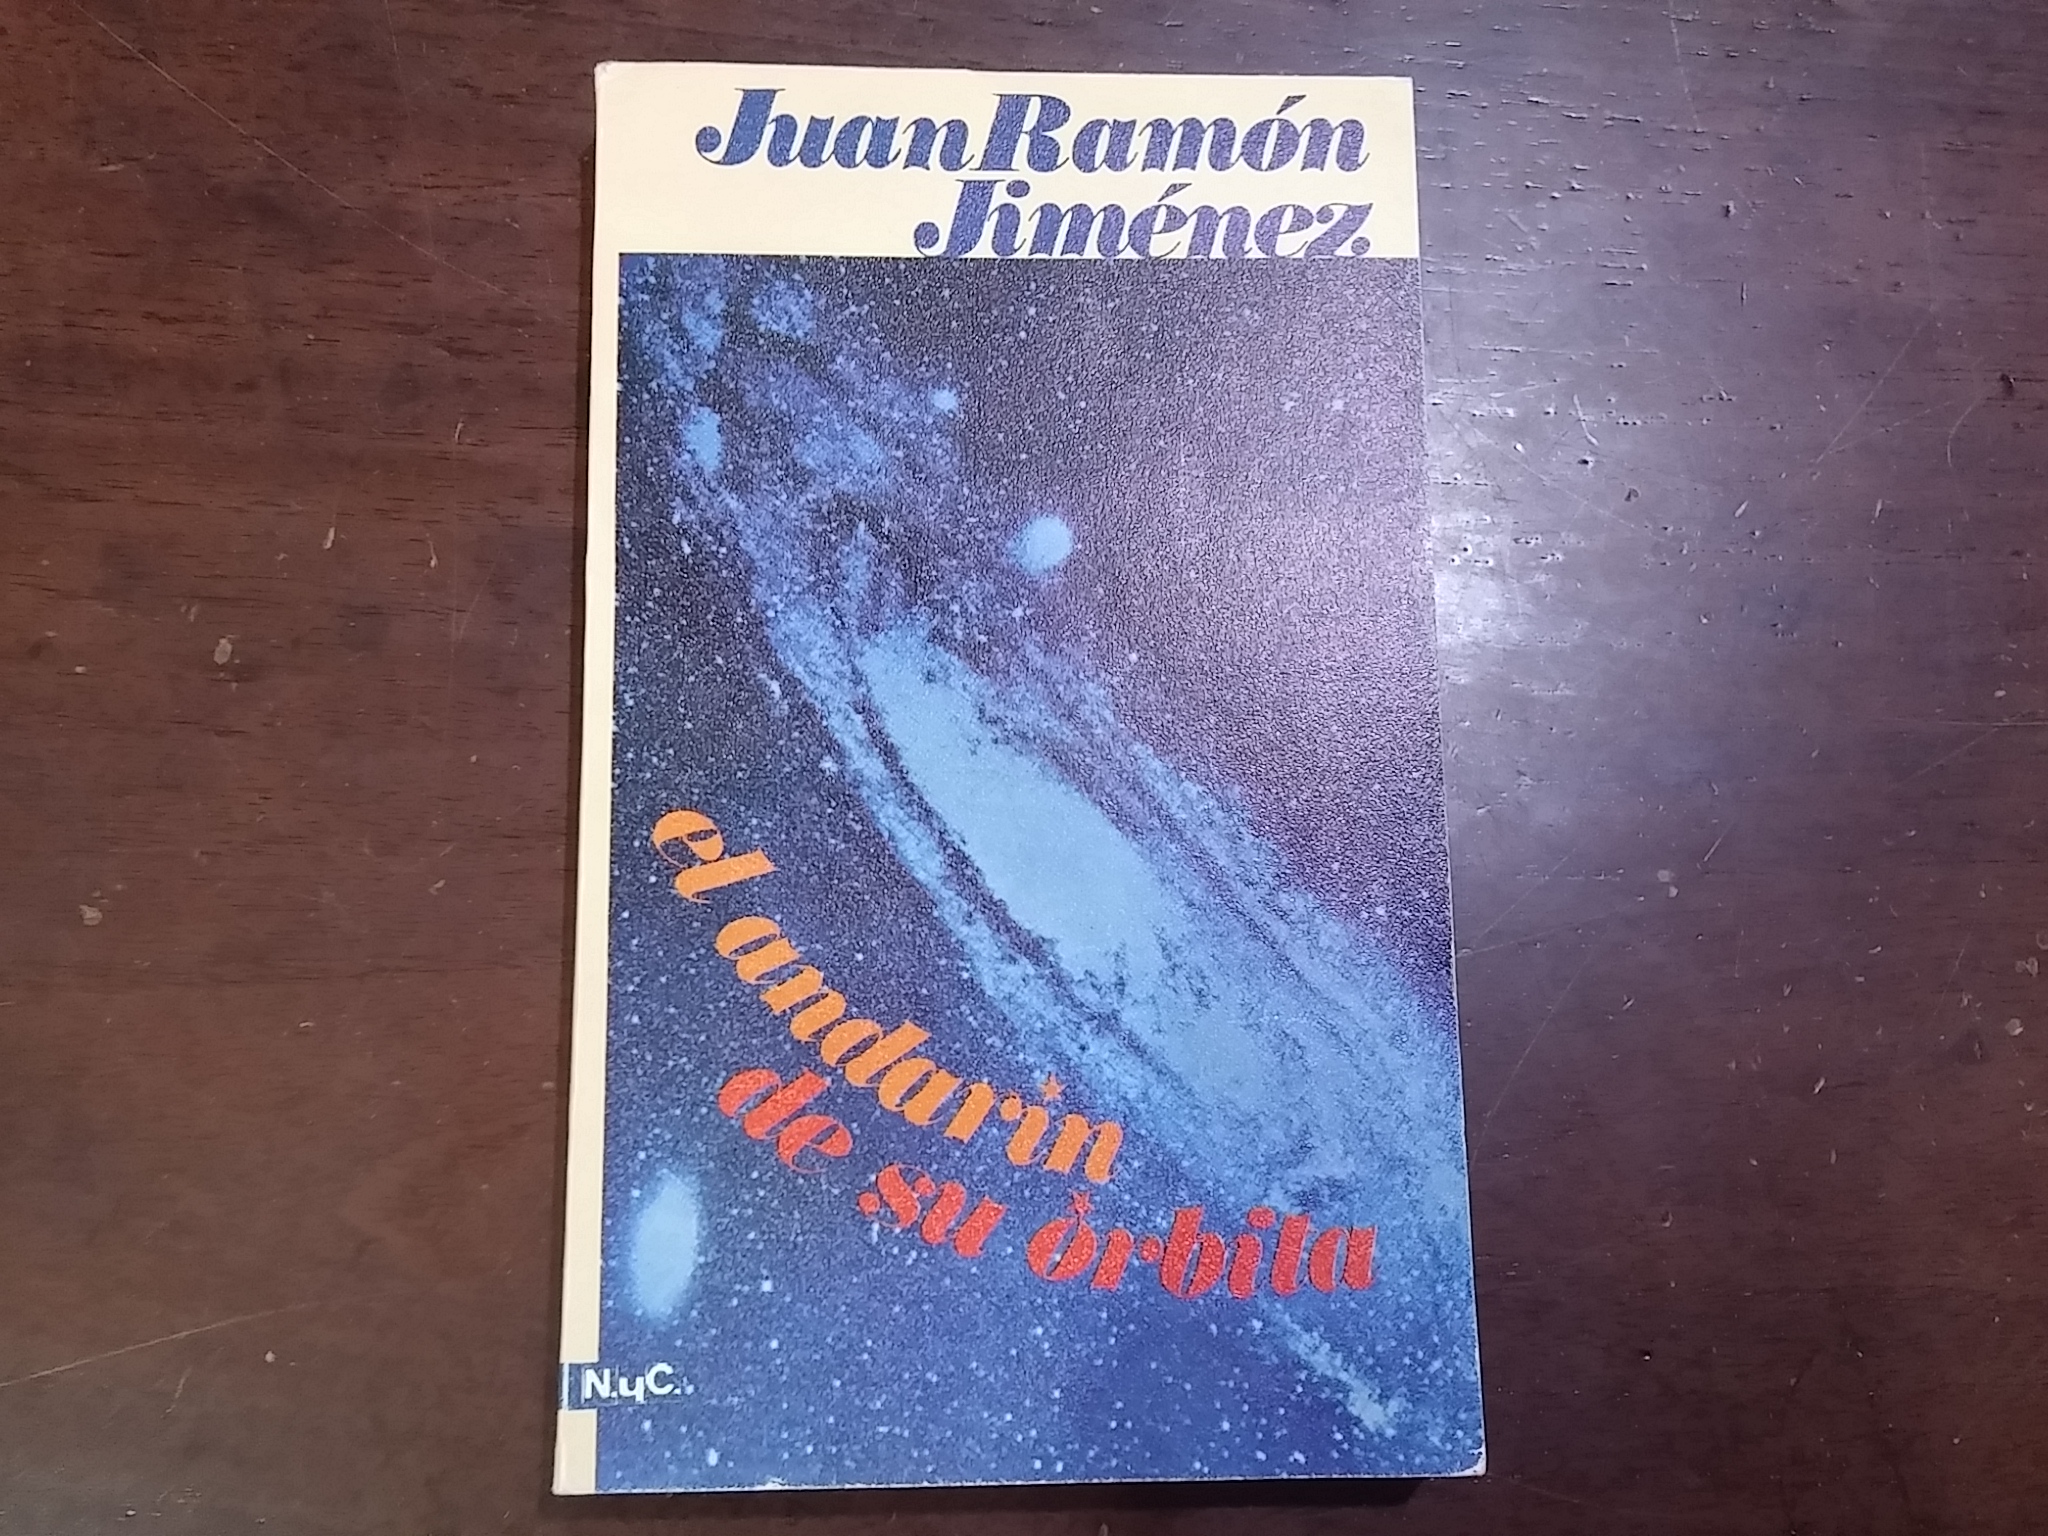 Juan Ramón
Jiménez
el andarín
de su órbita
N.yC.